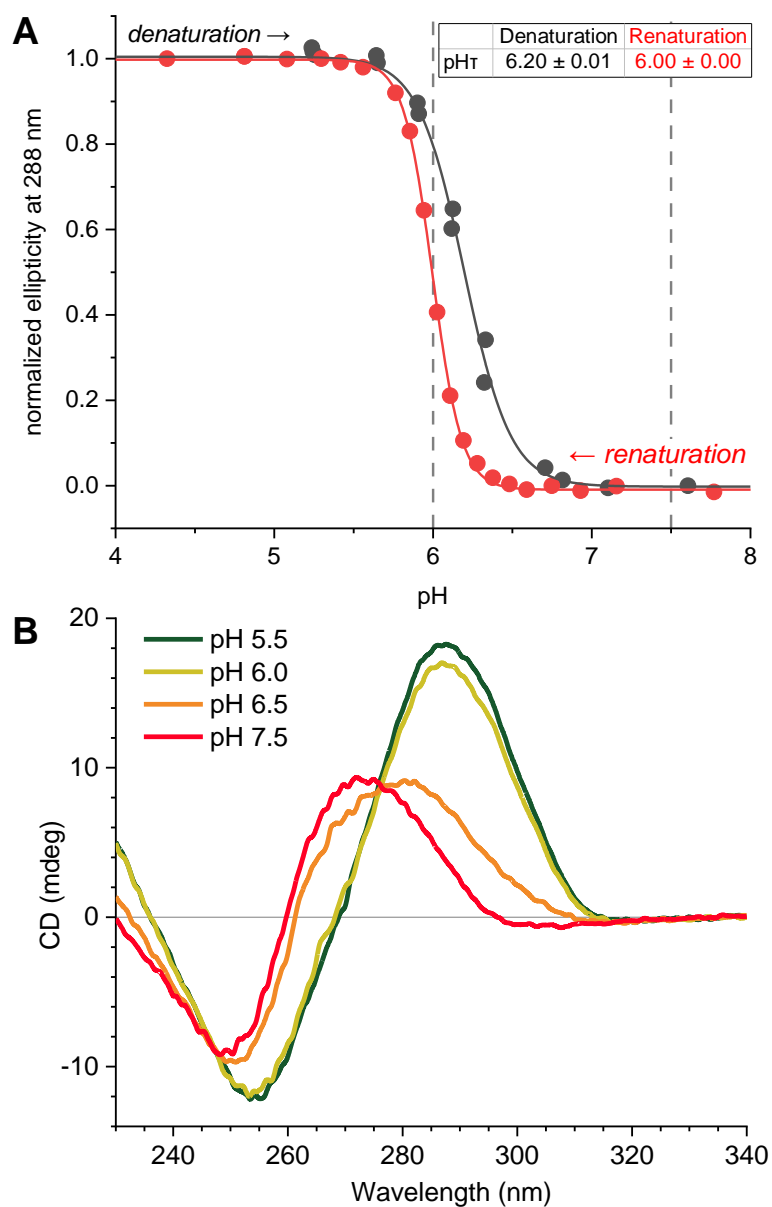 A
denaturation →
Denaturation Renaturation
pHT 6.20 ± 0.01 6.00 ± 0.00
1.0
0.8
0.6
0.4
0.2
0.0
normalized ellipticity at 288 nm
← renaturation
4 5 6 7 8
pH
B
20
10
0
-10
CD (mdeg)
pH 5.5
pH 6.0
pH 6.5
pH 7.5
240 260 280 300 320 340
Wavelength (nm)